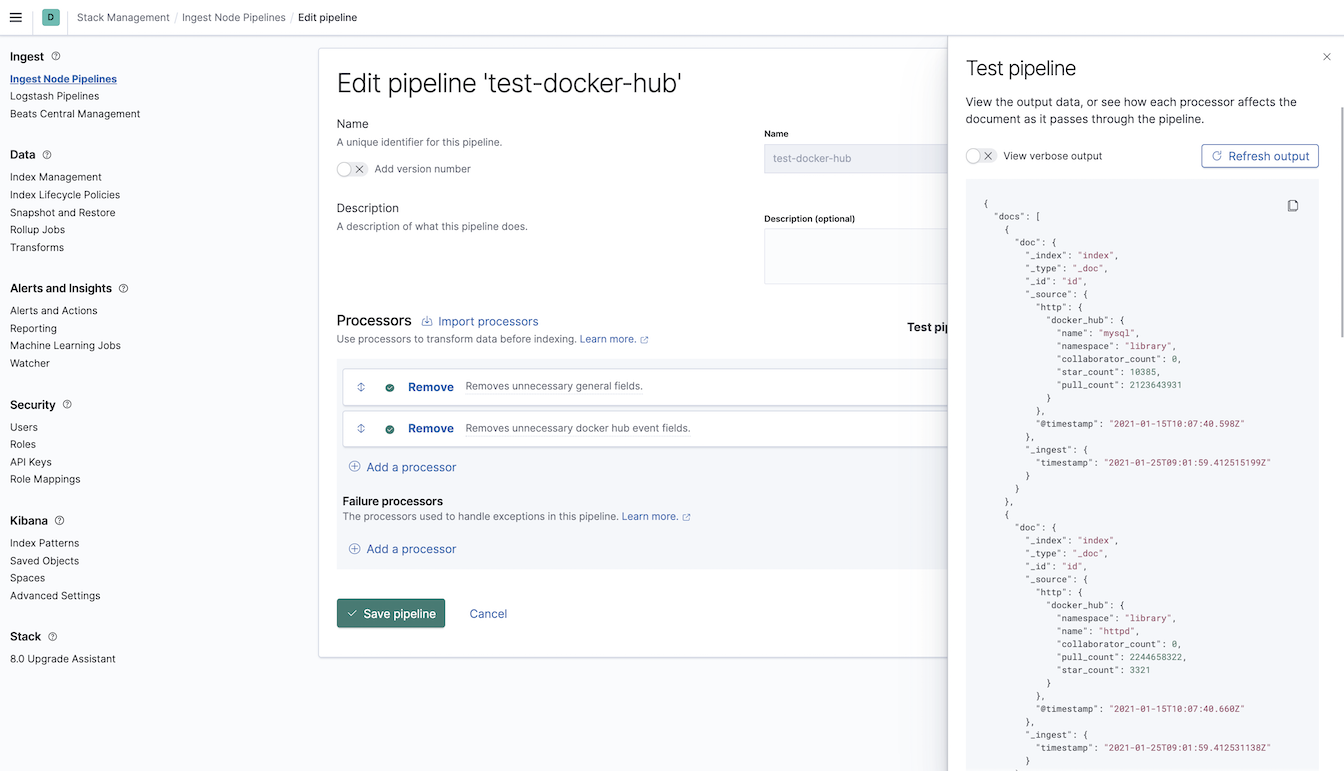 D
Stack Management / Ingest Node Pipelines / Edit pipeline
Ingest
Ingest Node Pipelines
Logstash Pipelines
Beats Central Management
Data
Index Management
Index Lifecycle Policies
Snapshot and Restore
Rollup Jobs
Transforms
Alerts and Insights
Alerts and Actions
Reporting
Machine Learning Jobs
Watcher
Security
Users
Roles
API Keys
Role Mappings
Kibana
Index Patterns
Saved Objects
Spaces
Advanced Settings
Stack
8.0 Upgrade Assistant
Edit pipeline 'test-docker-hub'
Name
A unique identifier for this pipeline.
Add version number
Name
test-docker-hub
Description
A description of what this pipeline does.
Description (optional)
Processors
Import processors
Use processors to transform data before indexing. Learn more.
Test pip
Remove Removes unnecessary general fields.
Remove Removes unnecessary docker hub event fields.
Add a processor
Failure processors
The processors used to handle exceptions in this pipeline. Learn more.
Add a processor
Save pipeline
Cancel
Test pipeline
View the output data, or see how each processor affects the
document as it passes through the pipeline.
View verbose output
Refresh output
{
"docs": [
{
"doc": {
"_index": "index",
"_type": "_doc",
"_id": "id",
"_source": {
"http": {
"docker_hub": {
"name": "mysql",
"namespace": "library",
"collaborator_count": 0,
"star_count": 10385,
"pull_count": 2123643931
}
},
"@timestamp": "2021-01-15T10:07:40.598Z"
},
"_ingest": {
"timestamp": "2021-01-25T09:01:59.412515199Z"
}
}
},
{
"doc": {
"_index": "index",
"_type": "_doc",
"_id": "id",
"_source": {
"http": {
"docker_hub": {
"namespace": "library",
"name": "httpd",
"collaborator_count": 0,
"pull_count": 2244658322,
"star_count": 3321
}
},
"@timestamp": "2021-01-15T10:07:40.660Z"
},
"_ingest": {
"timestamp": "2021-01-25T09:01:59.412531138Z"
}